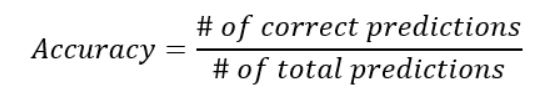 Accuracy = # of correct predictions / # of total predictions